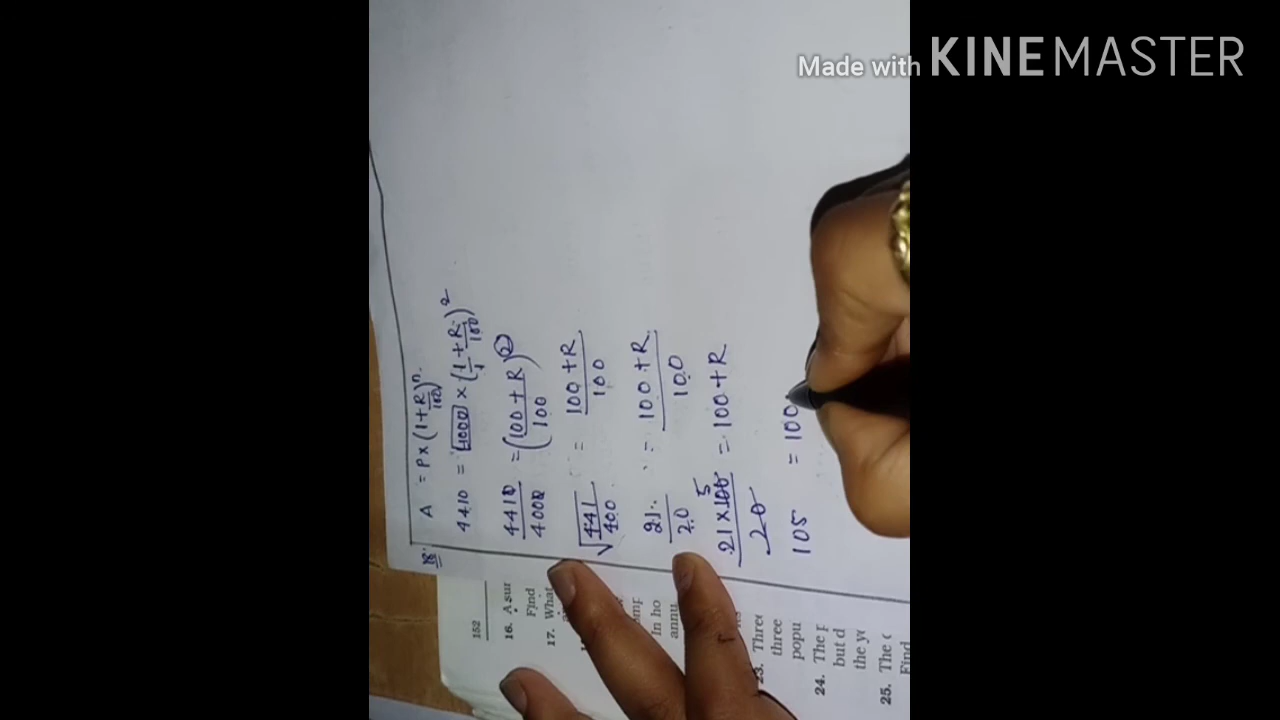 Made with KINEMASTER
18. A = P x (1 + R/100)^n
4410 = 4000 x (1/1 + R/100)^2
4410/4000 = (100 + R/100)^2
√441/400 = 100 + R/100
21/20 = 100 + R/100
21 x 100 5/20 = 100 + R
105 = 100
152
16. A sum
Find
17. What
In ho
annu
23. Three
three
popu
24. The p
but d
the ye
25. The
Find